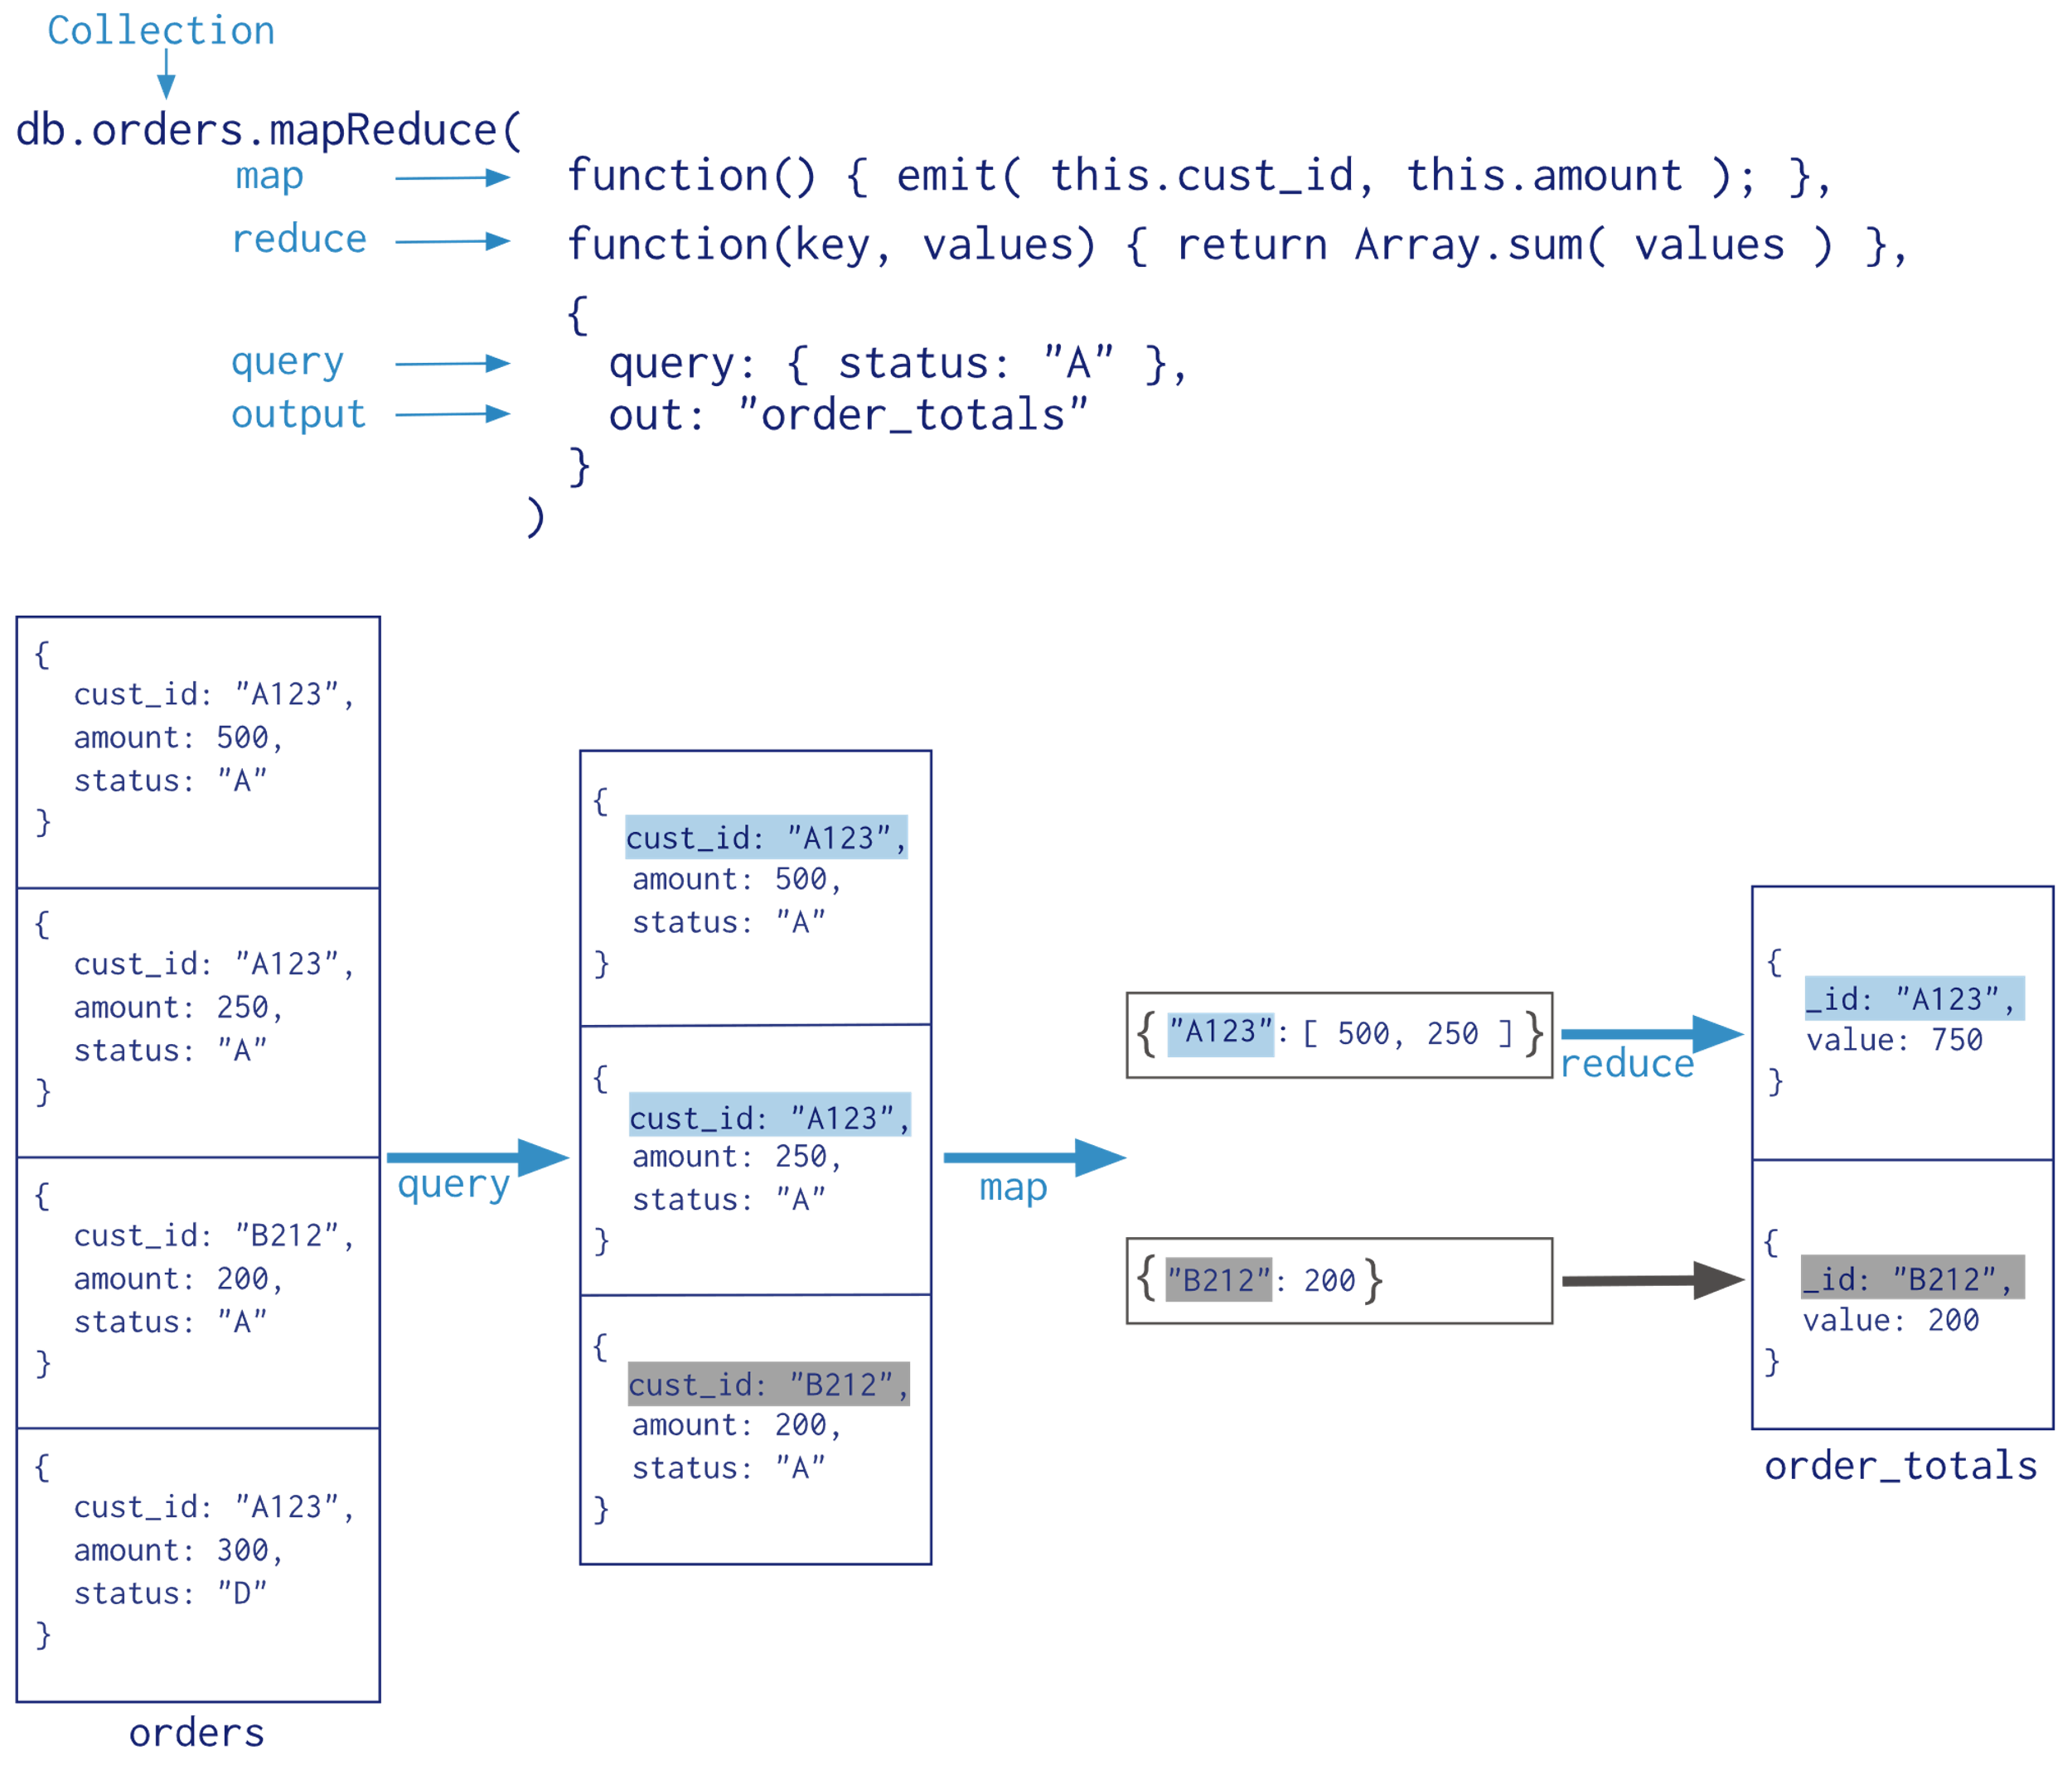 Collection
db.orders.mapReduce(
map function() { emit( this.cust_id, this.amount ); },
reduce function(key, values) { return Array.sum( values ) },
{
query query: { status: "A" },
output out: "order_totals"
}
)
{
cust_id: "A123",
amount: 500,
status: "A"
}
{
cust_id: "A123",
amount: 250,
status: "A"
}
{
cust_id: "B212",
amount: 200,
status: "A"
}
{
cust_id: "A123",
amount: 300,
status: "D"
}
orders
query
{
cust_id: "A123",
amount: 500,
status: "A"
}
{
cust_id: "A123",
amount: 250,
status: "A"
}
{
cust_id: "B212",
amount: 200,
status: "A"
}
map
{ "A123": [ 500, 250 ] }
{ "B212": 200 }
reduce
{
_id: "A123",
value: 750
}
{
_id: "B212",
value: 200
}
order_totals